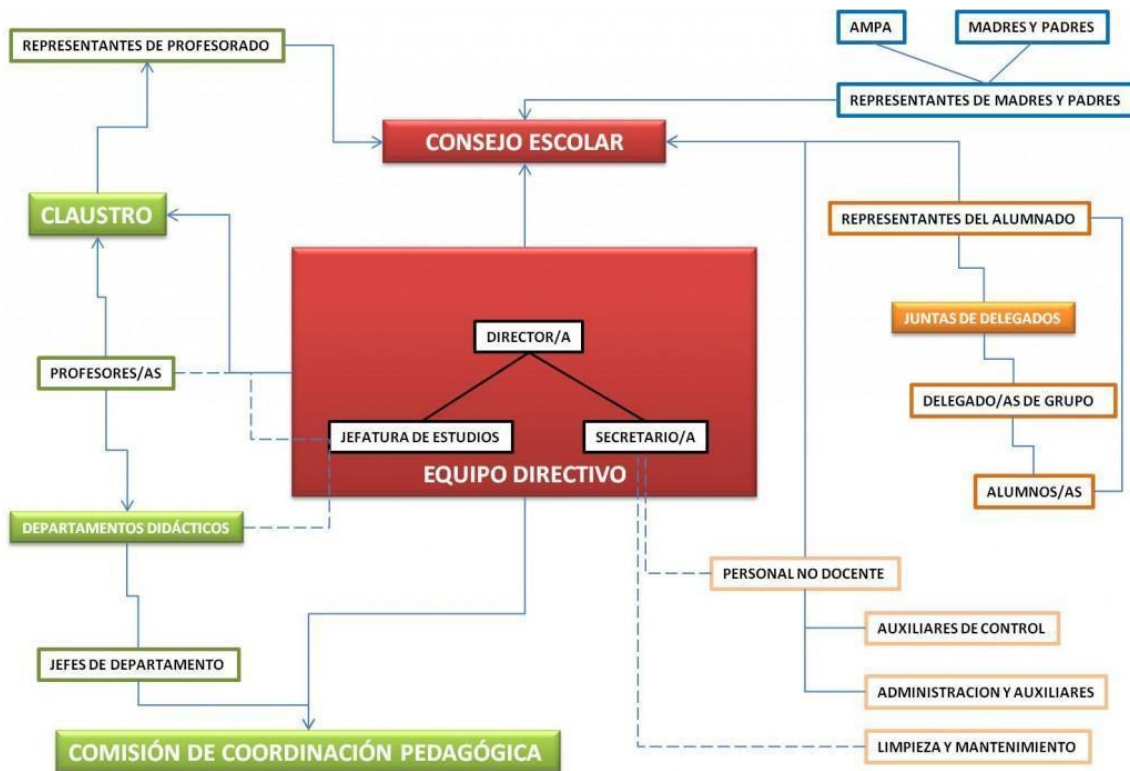 REPRESENTANTES DE PROFESORADO
AMPA
MADRES Y PADRES
REPRESENTANTES DE MADRES Y PADRES
CONSEJO ESCOLAR
CLAUSTRO
REPRESENTANTES DEL ALUMNADO
JUNTAS DE DELEGADOS
DIRECTOR/A
PROFESORES/AS
DELEGADO/AS DE GRUPO
JEFATURA DE ESTUDIOS
SECRETARIO/A
EQUIPO DIRECTIVO
ALUMNOS/AS
DEPARTAMENTOS DIDÁCTICOS
PERSONAL NO DOCENTE
AUXILIARES DE CONTROL
JEFES DE DEPARTAMENTO
ADMINISTRACION Y AUXILIARES
COMISIÓN DE COORDINACIÓN PEDAGÓGICA
LIMPIEZA Y MANTENIMIENTO